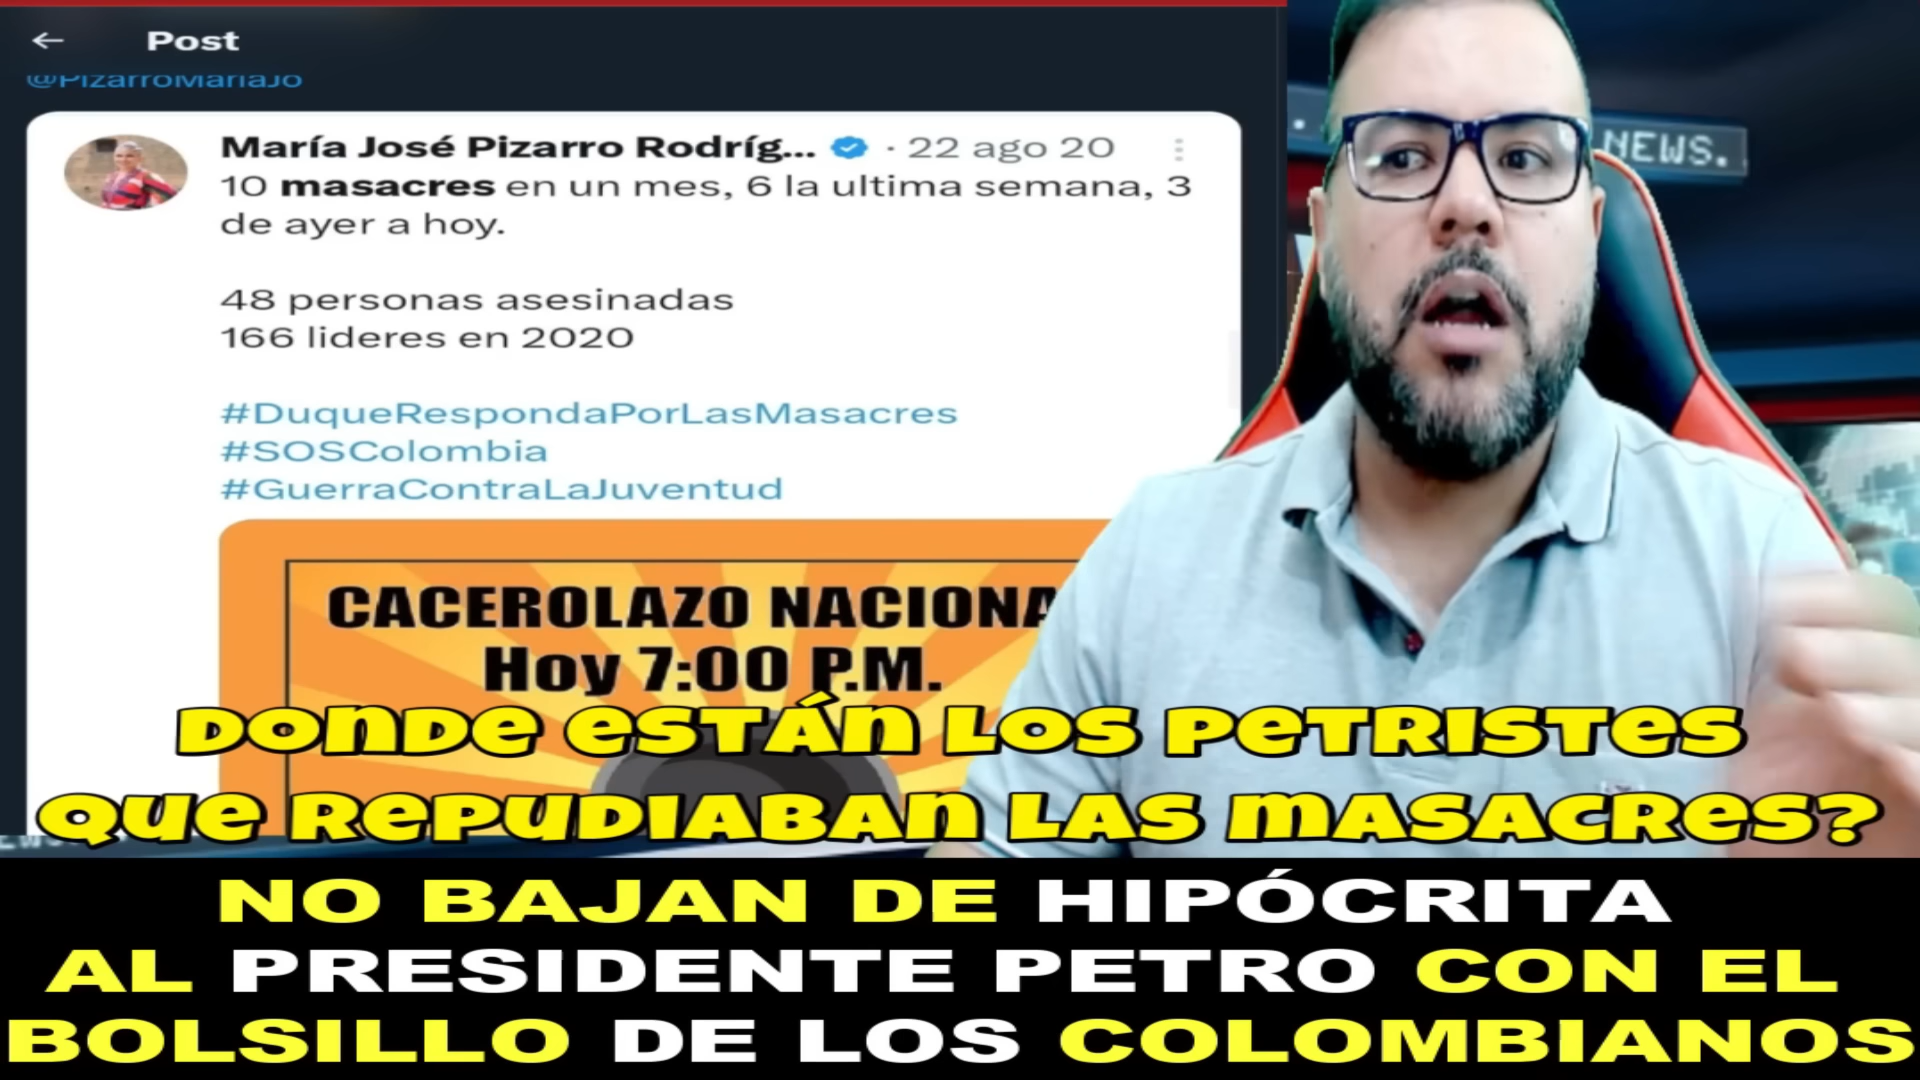 Post
@PizarroMariaJo
María José Pizarro Rodríg... · 22 ago 20
10 masacres en un mes, 6 la ultima semana, 3
de ayer a hoy.
48 personas asesinadas
166 lideres en 2020
#DuqueRespondaPorLasMasacres
#SOSColombia
#GuerraContraLaJuventud
CACEROLAZO NACIONA
Hoy 7:00 P.M.
NEWS.
DONDE ESTÁN LOS PETRISTES
QUE REPUDIABAN LAS MASACRES?
NO BAJAN DE HIPÓCRITA
AL PRESIDENTE PETRO CON EL
BOLSILLO DE LOS COLOMBIANOS